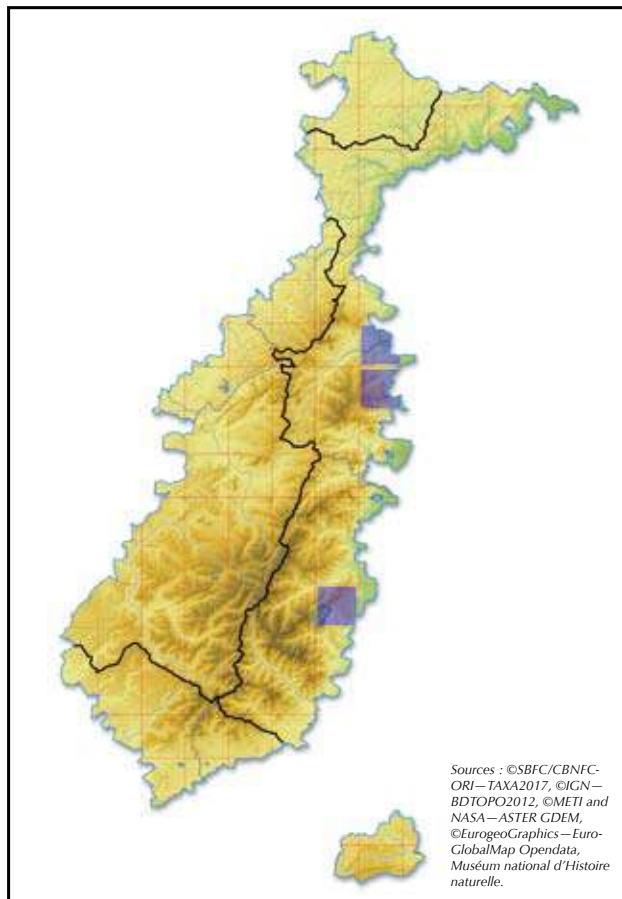 Sources : ©SBFC/CBNFC-
ORI—TAXA2017, ©IGN—
BDTOPO2012, ©METI and
NASA—ASTER GDEM,
©EurogeoGraphics—Euro-
GlobalMap Opendata,
Muséum national d'Histoire
naturelle.